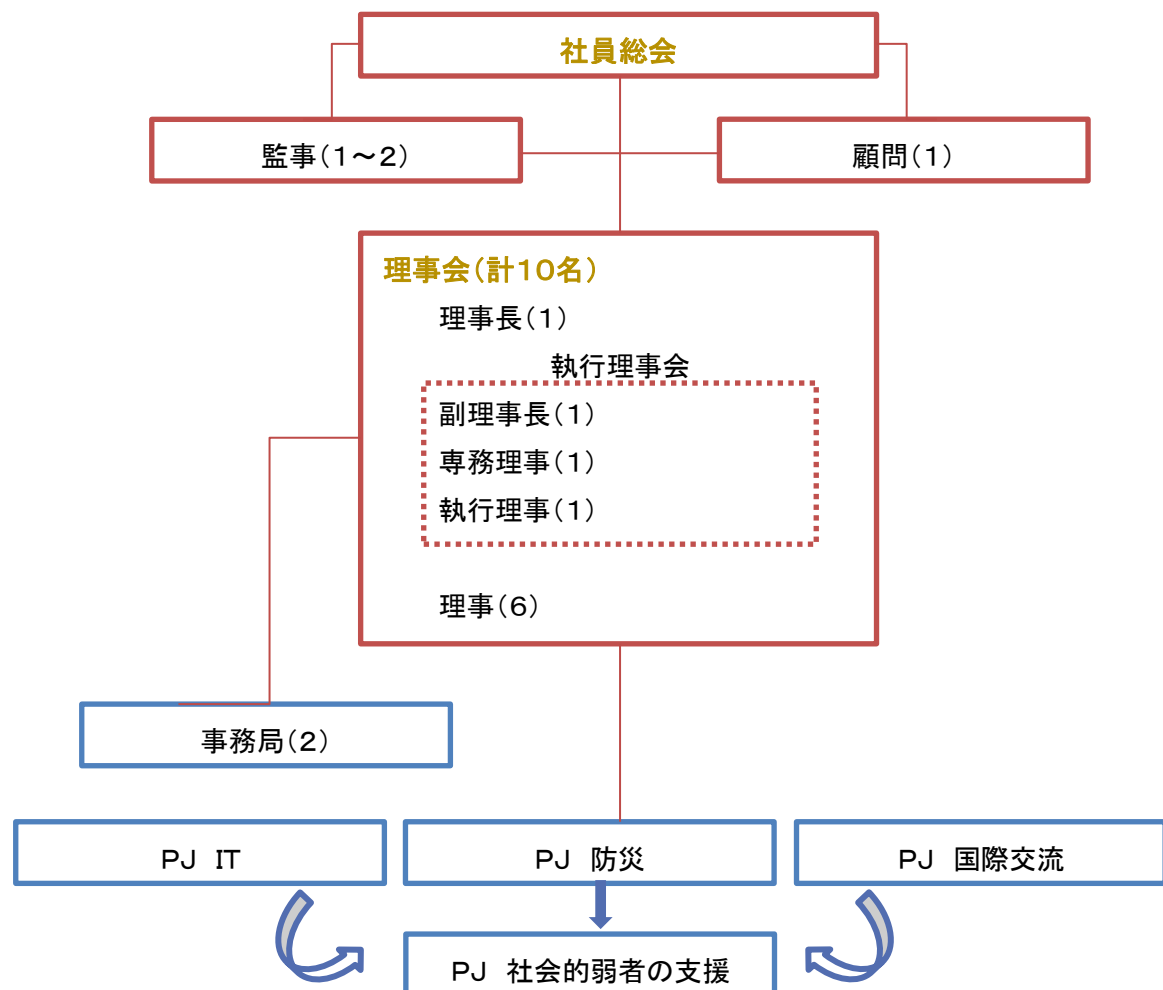 社員総会
監事(1~2)
顧問(1)
理事会(計10名)
理事長(1)
執行理事会
副理事長(1)
専務理事(1)
執行理事(1)
理事(6)
事務局(2)
PJ IT
PJ 防災
PJ 国際交流
PJ 社会的弱者の支援